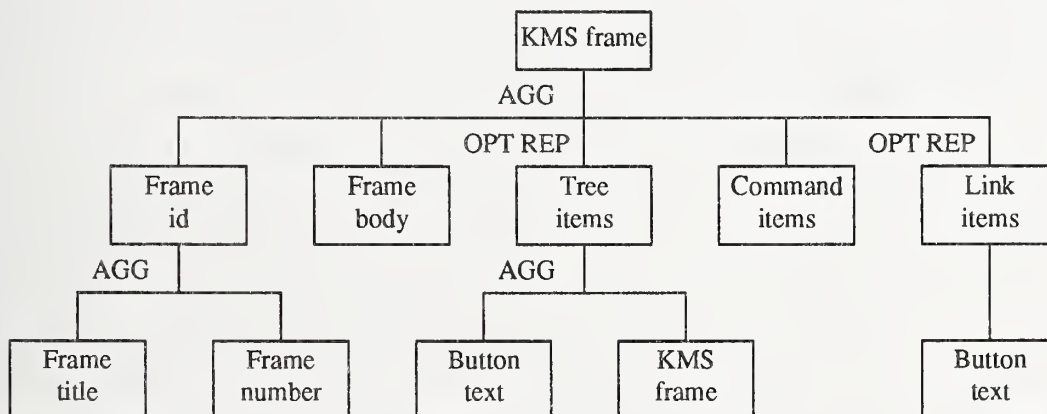 KMS frame
AGG
OPT REP
OPT REP
Frame
id
Frame
body
Tree
items
Command
items
Link
items
AGG
AGG
Frame
title
Frame
number
Button
text
KMS
frame
Button
text